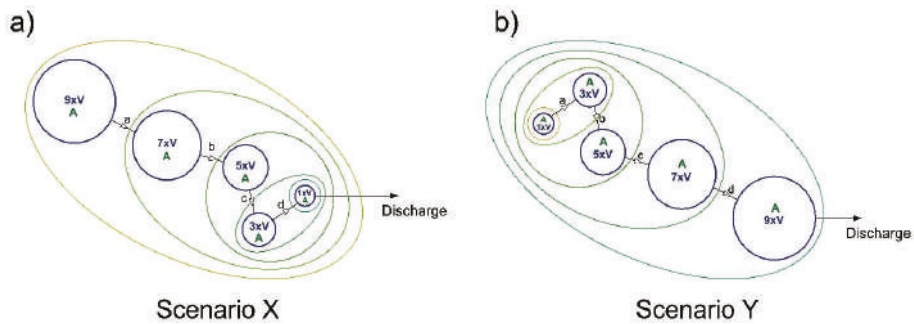 a)
9xV
A
a
7xV
A
b
5xV
A
c
1xV
A
d
3xV
A
Discharge
Scenario X
b)
A
3xV
a
A
1xV
b
A
5xV
c
A
7xV
d
A
9xV
Discharge
Scenario Y